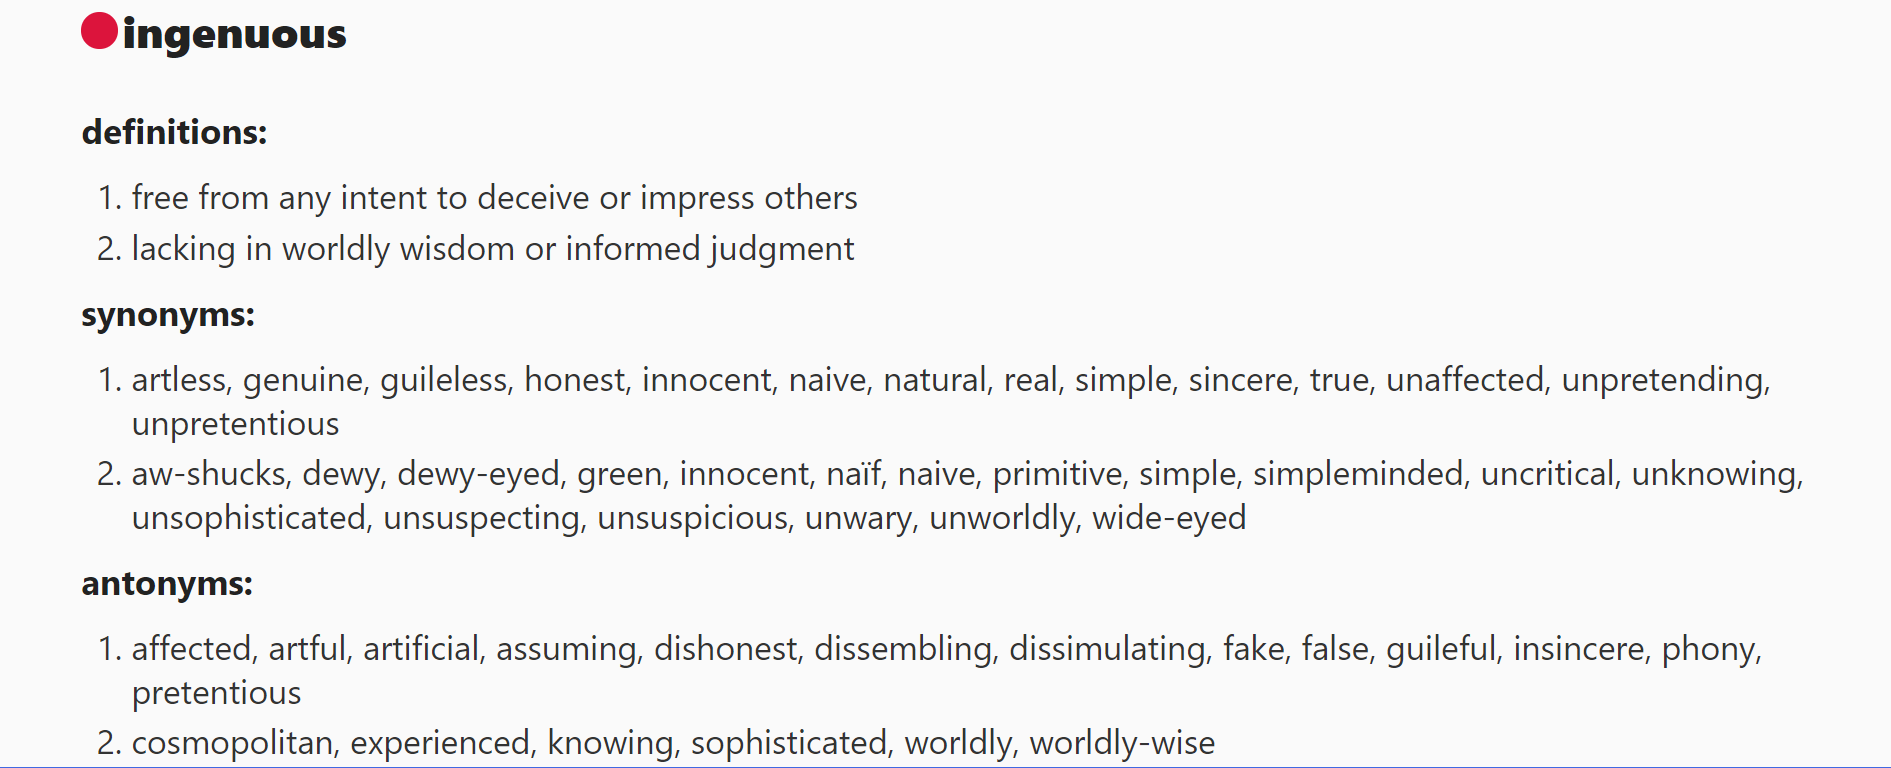 ingenuous
definitions:
1. free from any intent to deceive or impress others
2. lacking in worldly wisdom or informed judgment
synonyms:
1. artless, genuine, guileless, honest, innocent, naive, natural, real, simple, sincere, true, unaffected, unpretending,
unpretentious
2. aw-shucks, dewy, dewy-eyed, green, innocent, naïf, naive, primitive, simple, simpleminded, uncritical, unknowing,
unsophisticated, unsuspecting, unsuspicious, unwary, unworldly, wide-eyed
antonyms:
1. affected, artful, artificial, assuming, dishonest, dissembling, dissimulating, fake, false, guileful, insincere, phony,
pretentious
2. cosmopolitan, experienced, knowing, sophisticated, worldly, worldly-wise